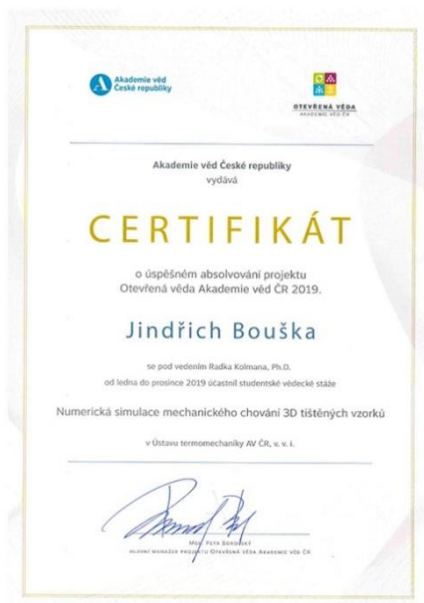 Akademie věd
České republiky
OTEVŘENÁ VĚDA
AKADEMIE VĚD ČR
Akademie věd České republiky
vydává
CERTIFIKÁT
o úspěšném absolvování projektu
Otevřená věda Akademie věd ČR 2019.
Jindřich Bouška
se pod vedením Radka Kolmana, Ph.D.
od ledna do prosince 2019 účastnil studentské vědecké stáže
Numerická simulace mechanického chování 3D tištěných vzorků
v Ústavu termomechaniky AV ČR, v. v. i.
HLAVNÍ MANAŽER PROJEKTU OTEVŘENÁ VĚDA AKADEMIE VĚD ČR